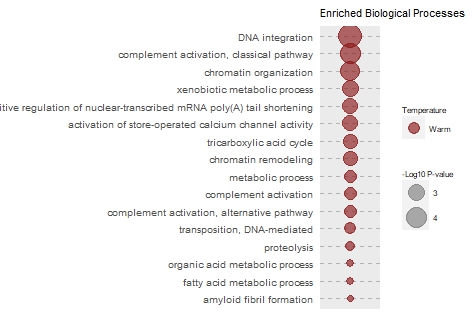 Enriched Biological Processes
DNA integration
complement activation, classical pathway
chromatin organization
xenobiotic metabolic process
regulation of nuclear-transcribed mRNA poly(A) tail shortening
activation of store-operated calcium channel activity
tricarboxylic acid cycle
chromatin remodeling
metabolic process
complement activation
complement activation, alternative pathway
transposition, DNA-mediated
proteolysis
organic acid metabolic process
fatty acid metabolic process
amyloid fibril formation
Temperature
Warm
-Log10 P-value
3
4